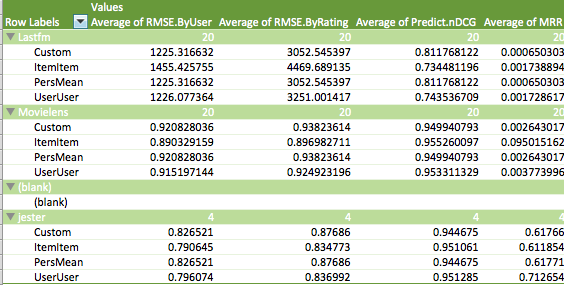 Values
Row Labels Average of RMSE.ByUser Average of RMSE.ByRating Average of Predict.nDCG Average of MRR
Lastfm 20 20 20 20
Custom 1225.316632 3052.545397 0.811768122 0.000650303
ItemItem 1455.425755 4469.689135 0.734481196 0.001738894
PersMean 1225.316632 3052.545397 0.811768122 0.000650303
UserUser 1226.077364 3251.001417 0.743536709 0.001728617
Movielens 20 20 20 20
Custom 0.920828036 0.93823614 0.949940793 0.002643017
ItemItem 0.890329159 0.896982711 0.955260097 0.095015162
PersMean 0.920828036 0.93823614 0.949940793 0.002643017
UserUser 0.915197144 0.924923196 0.953311329 0.003773996
(blank)
(blank)
jester 4 4 4 4
Custom 0.826521 0.87686 0.944675 0.61766
ItemItem 0.790645 0.834773 0.951061 0.611854
PersMean 0.826521 0.87686 0.944675 0.61771
UserUser 0.796074 0.836992 0.951285 0.712654